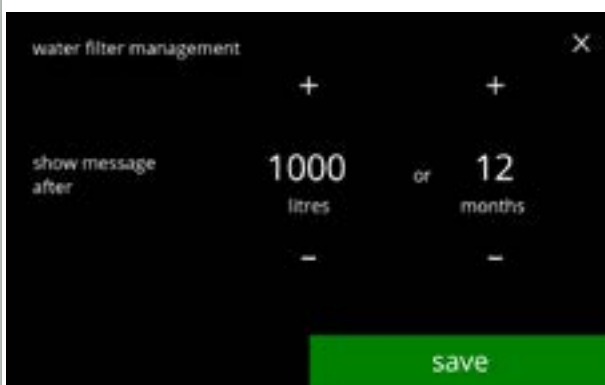 water filter management
×
+ +
show message
after
1000 or 12
litres months
– –
save